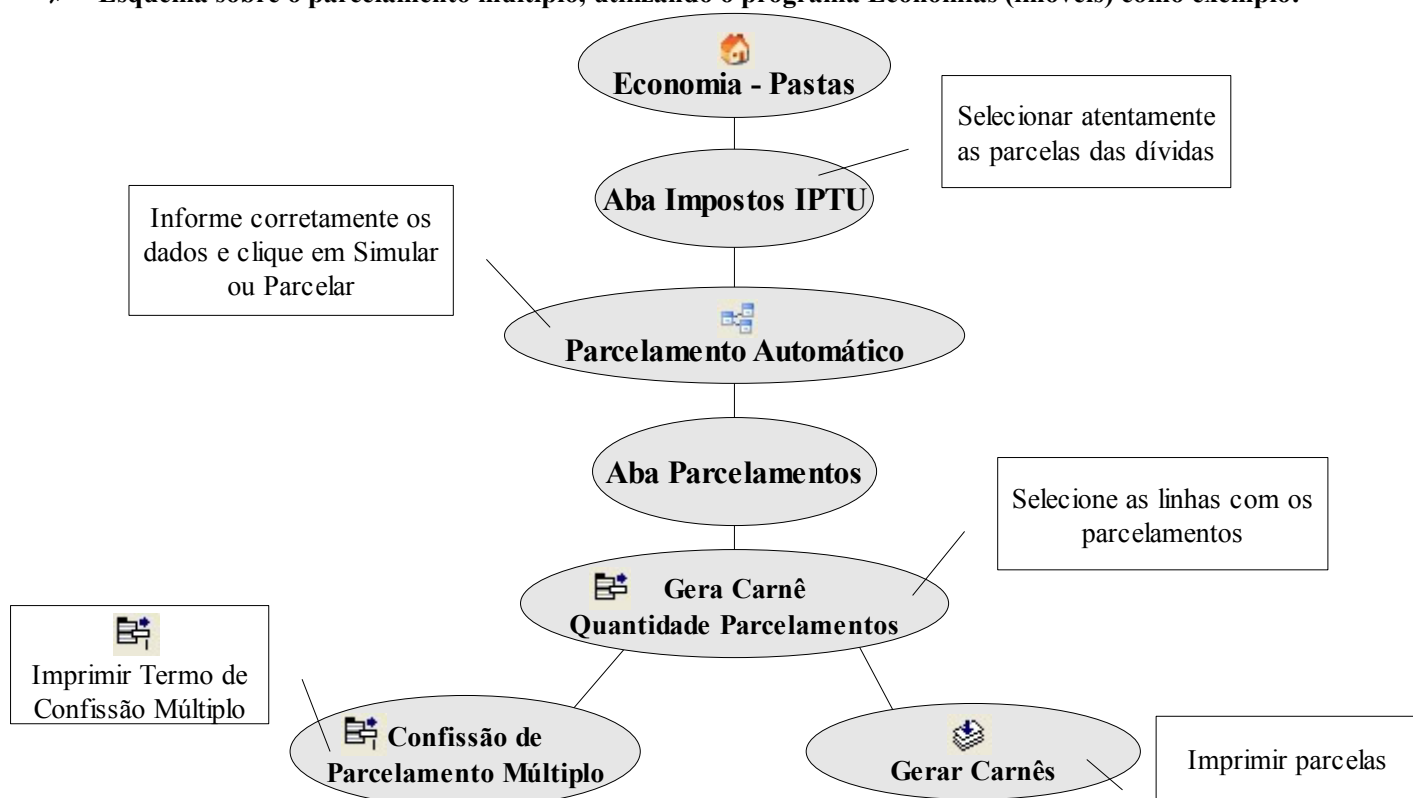 Esquema sobre o parcelamento múltiplo, utilizando o programa Economias (imóveis) como exemplo:
Economia - Pastas
Selecionar atentamente
as parcelas das dívidas
Aba Impostos IPTU
Informe corretamente os
dados e clique em Simular
ou Parcelar
Parcelamento Automático
Aba Parcelamentos
Selecione as linhas com os
parcelamentos
Gera Carnê
Quantidade Parcelamentos
Imprimir Termo de
Confissão Múltiplo
Confissão de
Parcelamento Múltiplo
Gerar Carnês
Imprimir parcelas